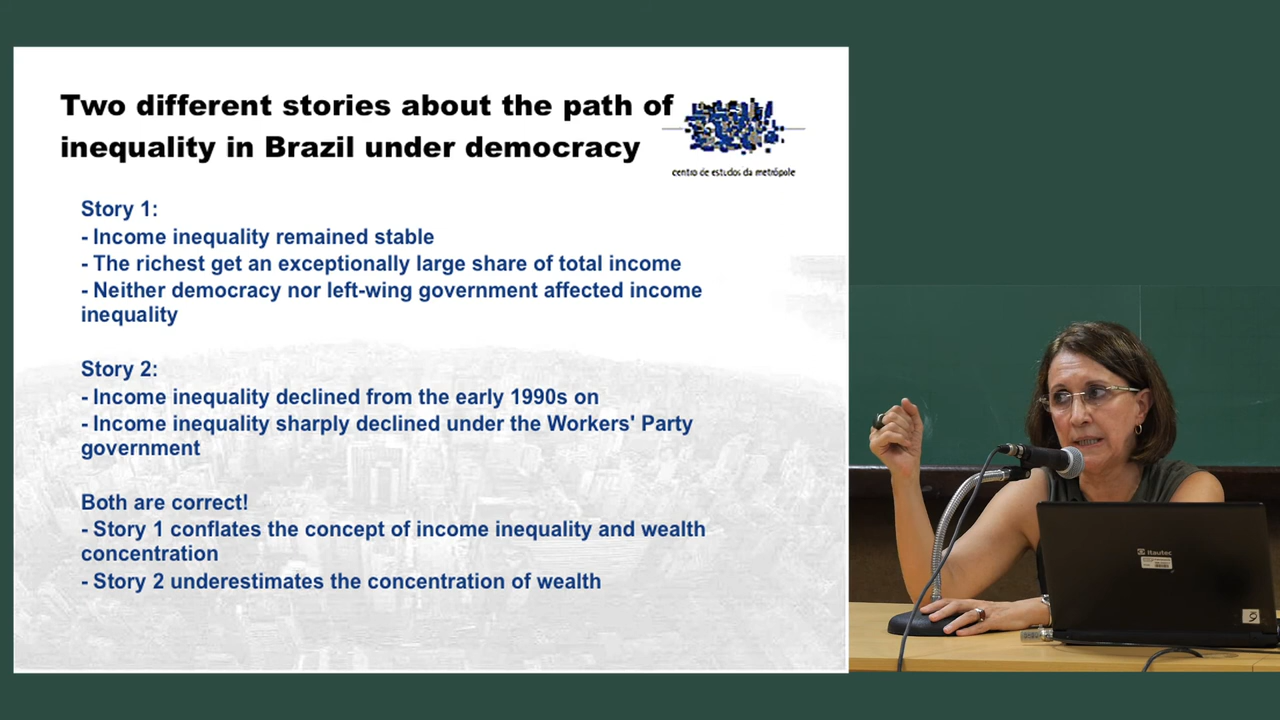 Two different stories about the path of
inequality in Brazil under democracy
centro de estudos da metrópole
Story 1:
- Income inequality remained stable
- The richest get an exceptionally large share of total income
- Neither democracy nor left-wing government affected income
inequality
Story 2:
- Income inequality declined from the early 1990s on
- Income inequality sharply declined under the Workers' Party
government
Both are correct!
- Story 1 conflates the concept of income inequality and wealth
concentration
- Story 2 underestimates the concentration of wealth
Itautec